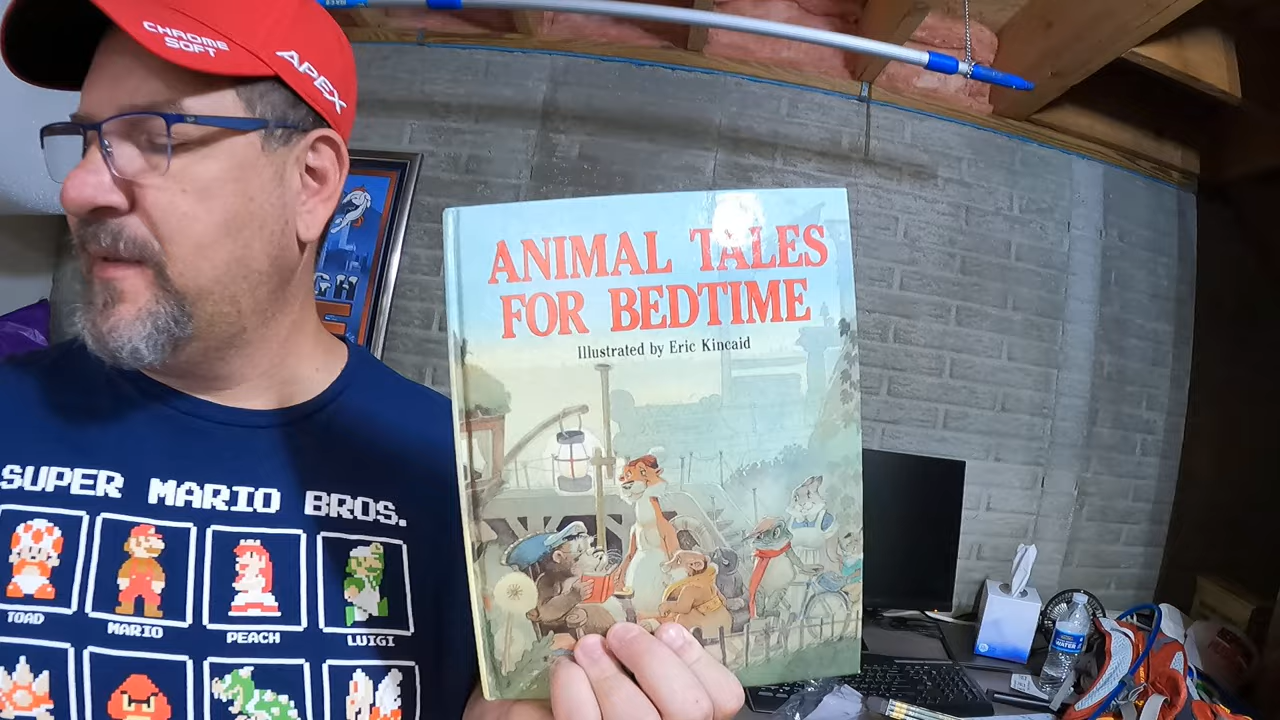 CHROME
SOFT
APEX
ANIMAL TALES
FOR BEDTIME
Illustrated by Eric Kincaid
SUPER MARIO BROS.
TOAD
MARIO
PEACH
LUIGI
WATER